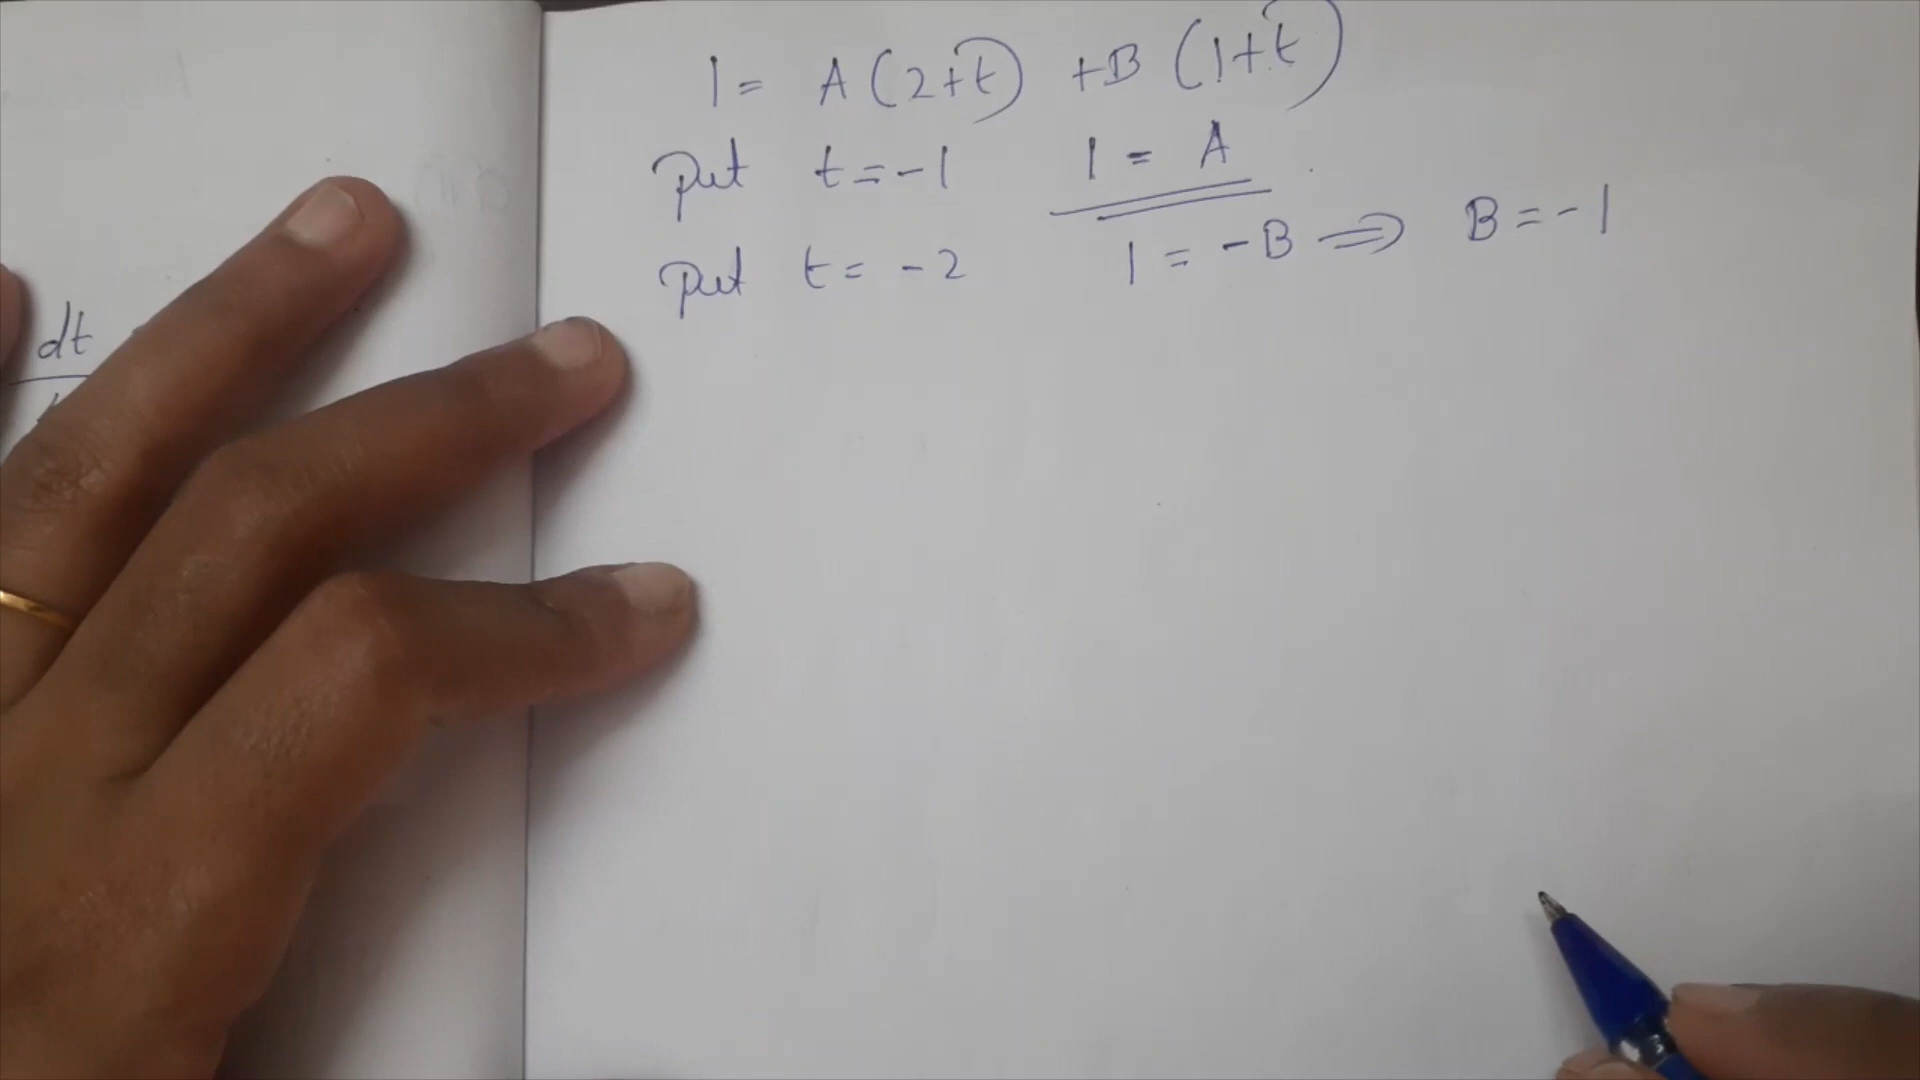 dt
1 = A (2+t) + B (1+t)
put t = -1 1 = A
put t = -2 1 = -B ⇒ B = -1